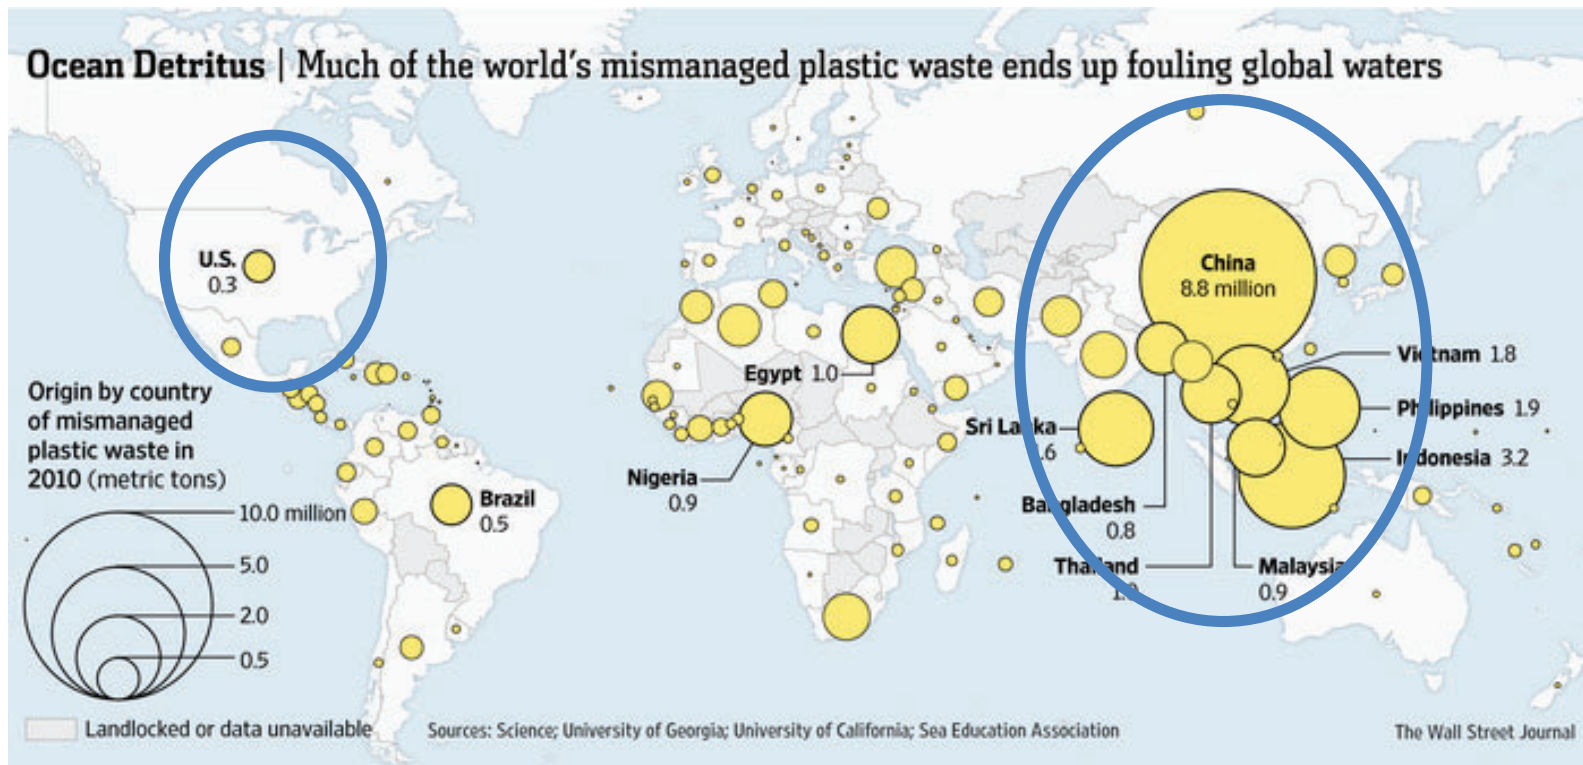 Ocean Detritus | Much of the world's mismanaged plastic waste ends up fouling global waters
U.S.
0.3
China
8.8 million
Vietnam 1.8
Egypt 1.0
Philippines 1.9
Sri Lanka
.6
Indonesia 3.2
Nigeria
0.9
Brazil
0.5
Bangladesh
0.8
Thailand
Malaysia
0.9
Origin by country
of mismanaged
plastic waste in
2010 (metric tons)
10.0 million
5.0
2.0
0.5
Landlocked or data unavailable
Sources: Science; University of Georgia; University of California; Sea Education Association
The Wall Street Journal